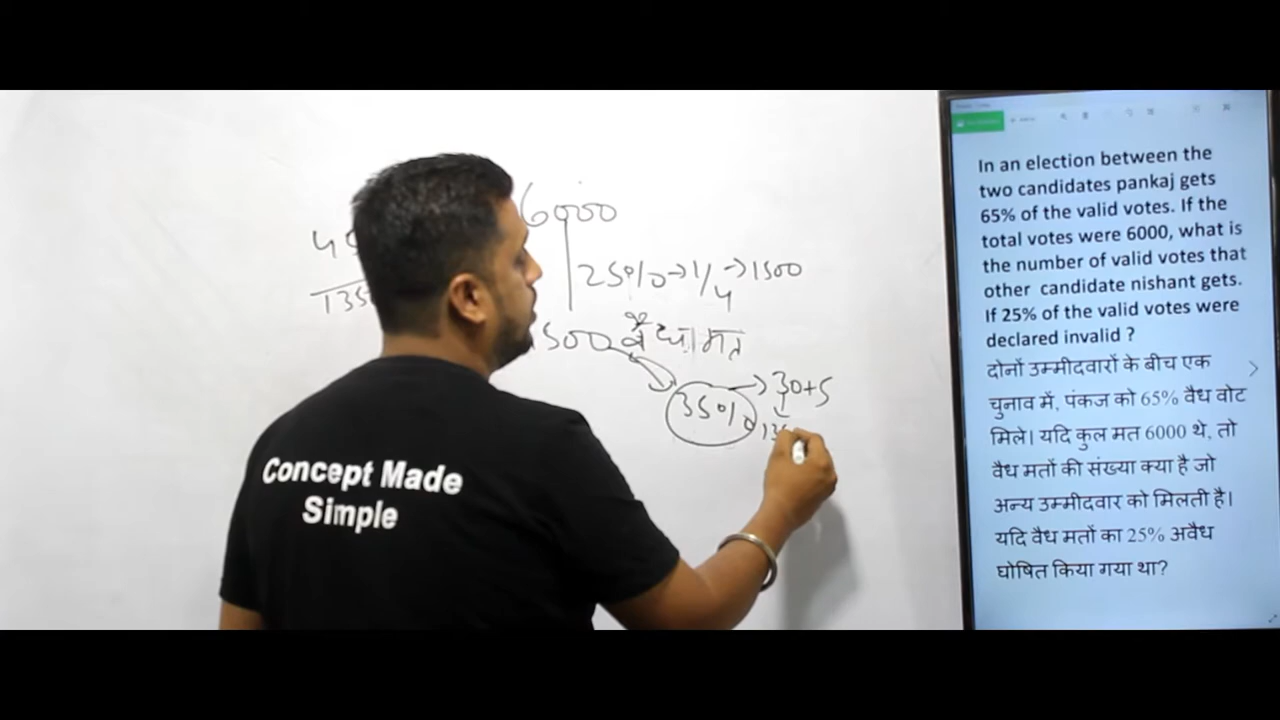 6000
25% → 1/4 → 1500
500 वैध मत
35% → 30+5
Concept Made
Simple
In an election between the
two candidates pankaj gets
65% of the valid votes. If the
total votes were 6000, what is
the number of valid votes that
other candidate nishant gets.
If 25% of the valid votes were
declared invalid ?
दोनों उम्मीदवारों के बीच एक
चुनाव में, पंकज को 65% वैध वोट
मिले। यदि कुल मत 6000 थे, तो
वैध मतों की संख्या क्या है जो
अन्य उम्मीदवार को मिलती है।
यदि वैध मतों का 25% अवैध
घोषित किया गया था?